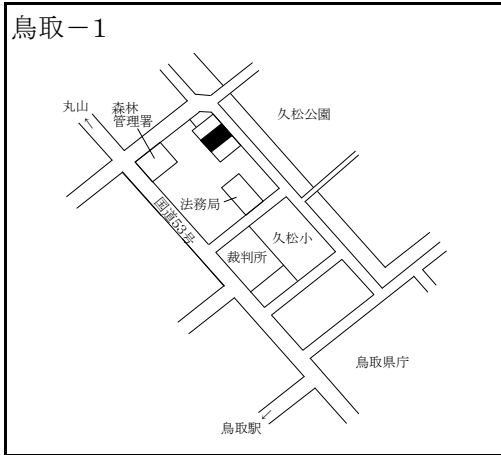 鳥取－1
丸山
←
森林
管理署
久松公園
国道53号
法務局
久松小
裁判所
鳥取県庁
←
鳥取駅